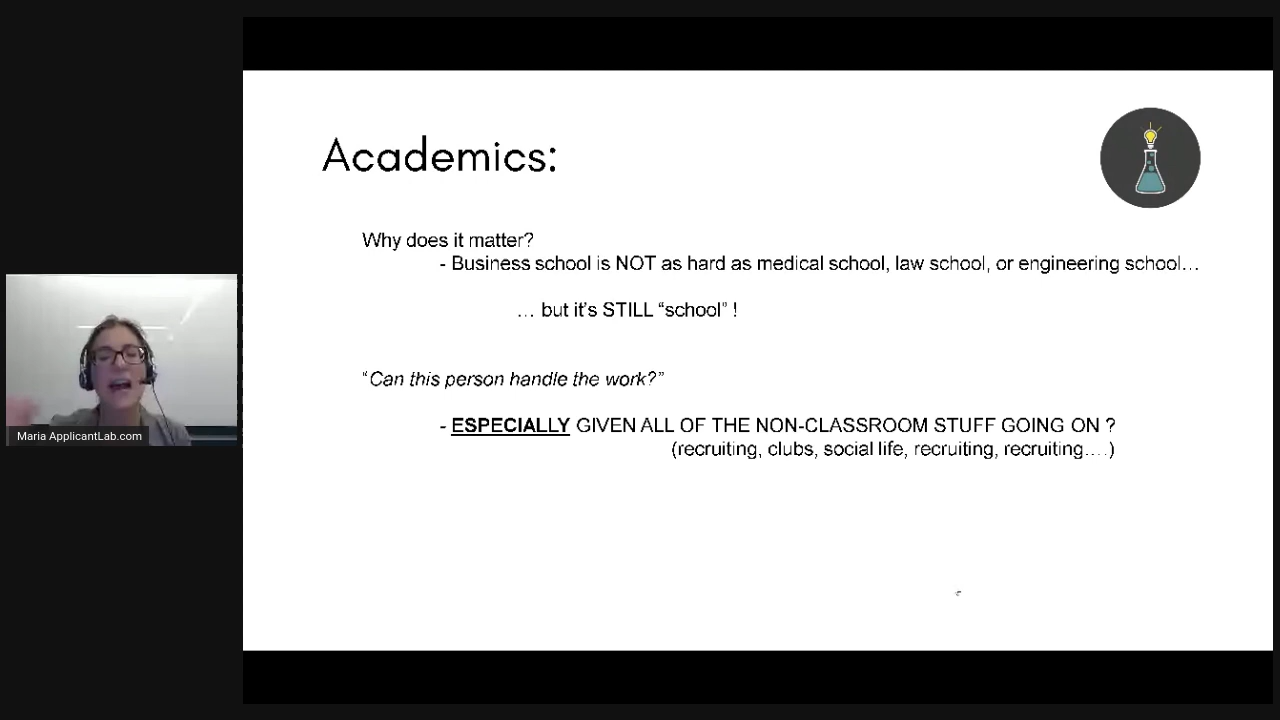 Academics:
Why does it matter?
- Business school is NOT as hard as medical school, law school, or engineering school…
… but it’s STILL “school” !
“Can this person handle the work?”
- ESPECIALLY GIVEN ALL OF THE NON-CLASSROOM STUFF GOING ON ?
(recruiting, clubs, social life, recruiting, recruiting….)
Maria ApplicantLab.com